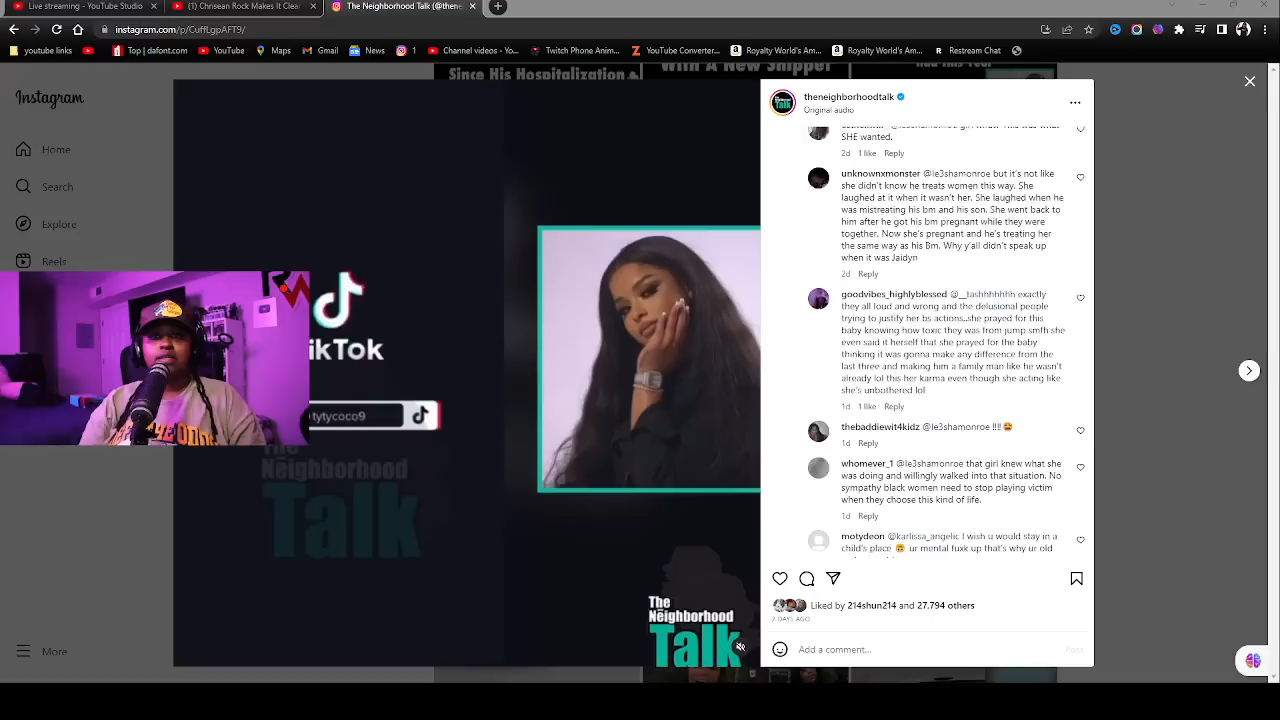 Live streaming - YouTube Studio
(1) Chrisean Rock Makes It Clear
The Neighborhood Talk (@then
instagram.com/p/CuffLgpAFT9/
youtube links
Top | dafont.com
YouTube
Maps
Gmail
News
1
Channel videos - Yo...
Twitch Phone Anim...
YouTube Converter...
Royalty World's Am...
Royalty World's Am...
Restream Chat
Since His Hospitalization
With A New Snipper
Had This Year
Instagram
Home
Search
Explore
Reels
More
ikTok
tytycoco9
The
Neighborhood
Talk
The
Neighborhood
Talk
theneighborhoodtalk
Original audio
SHE wanted.
2d 1 like Reply
unknownxmonster @le3shamonroe but it's not like
she didn't know he treats women this way. She
laughed at it when it wasn't her. She laughed when he
was mistreating his bm and his son. She went back to
him after he got his bm pregnant while they were
together. Now she's pregnant and he's treating her
the same way as his Bm. Why y'all didn't speak up
when it was Jaidyn
2d Reply
goodvibes_highlyblessed @__tashhhhhhh exactly
they all loud and wrong and the delusional people
trying to justify her bs actions..she prayed for this
baby knowing how toxic they was from jump smfh she
even said it herself that she prayed for the baby
thinking it was gonna make any difference from the
last three and making him a family man like he wasn't
already lol this her karma even though she acting like
she's unbothered lol
1d 1 like Reply
thebaddiewit4kidz @le3shamonroe !!!!🤩
1d Reply
whomever_1 @le3shamonroe that girl knew what she
was doing and willingly walked into that situation. No
sympathy black women need to stop playing victim
when they choose this kind of life.
1d Reply
motydeon @karlissa_angelic I wish u would stay in a
child's place 🙃 ur mental fuxk up that's why ur old
Liked by 214shun214 and 27,794 others
2 DAYS AGO
Add a comment...
Post